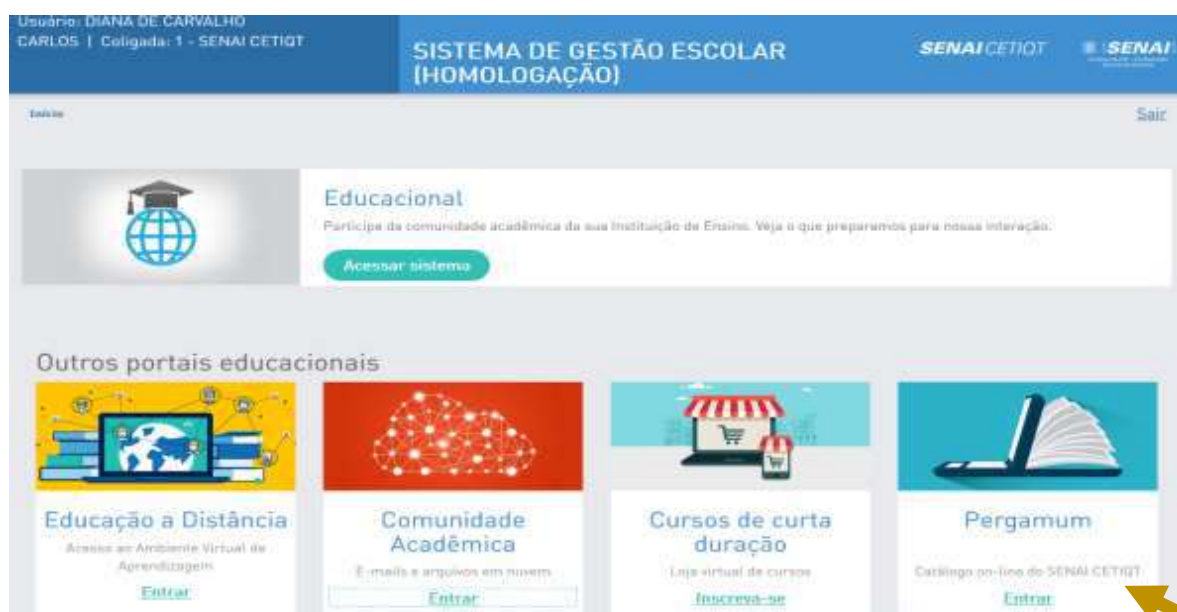 Usuário: DIANA DE CARVALHO
CARLOS | Coligada: 1 - SENAI CETIQT
SISTEMA DE GESTÃO ESCOLAR
(HOMOLOGAÇÃO)
SENAI CETIQT
SENAI
Início
Sair
Educacional
Participe da comunidade acadêmica da sua Instituição de Ensino. Veja o que preparamos para nossa interação.
Acessar sistema
Outros portais educacionais
Educação a Distância
Acesso ao Ambiente Virtual de
Aprendizagem
Entrar
Comunidade
Acadêmica
E-mails e arquivos em nuvem
Entrar
Cursos de curta
duração
Loja virtual de cursos
Inscreva-se
Pergamum
Catálogo on-line do SENAI CETIQT
Entrar